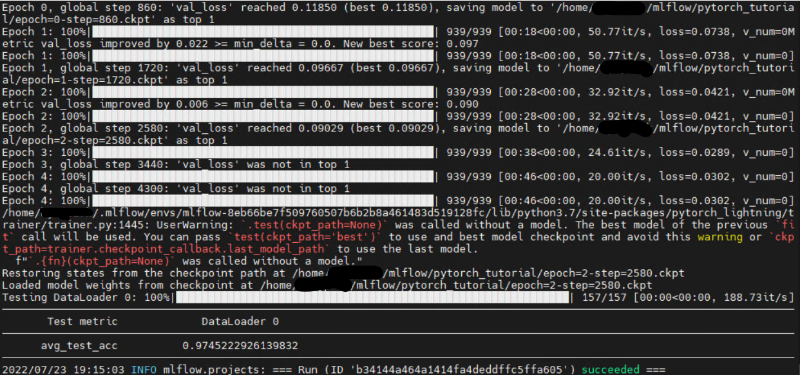 Epoch 0, global step 860: 'val_loss' reached 0.11850 (best 0.11850), saving model to '/home/ /mlflow/pytorch_tutori
al/epoch=0-step=860.ckpt' as top 1
Epoch 1: 100%| | 939/939 [00:18<00:00, 50.77it/s, loss=0.0738, v_num=0M
etric val_loss improved by 0.022 >= min_delta = 0.0. New best score: 0.097
Epoch 1: 100%| | 939/939 [00:18<00:00, 50.77it/s, loss=0.0738, v_num=0]
Epoch 1, global step 1720: 'val_loss' reached 0.09667 (best 0.09667), saving model to '/home/ /mlflow/pytorch_tutor
ial/epoch=1-step=1720.ckpt' as top 1
Epoch 2: 100%| | 939/939 [00:28<00:00, 32.92it/s, loss=0.0421, v_num=0M
etric val_loss improved by 0.006 >= min_delta = 0.0. New best score: 0.090
Epoch 2: 100%| | 939/939 [00:28<00:00, 32.92it/s, loss=0.0421, v_num=0]
Epoch 2, global step 2580: 'val_loss' reached 0.09029 (best 0.09029), saving model to '/home/ /mlflow/pytorch_tutori
al/epoch=2-step=2580.ckpt' as top 1
Epoch 3: 100%| | 939/939 [00:38<00:00, 24.61it/s, loss=0.0289, v_num=0]
Epoch 3, global step 3440: 'val_loss' was not in top 1
Epoch 4: 100%| | 939/939 [00:46<00:00, 20.00it/s, loss=0.0302, v_num=0]
Epoch 4, global step 4300: 'val_loss' was not in top 1
Epoch 4: 100%| | 939/939 [00:46<00:00, 20.00it/s, loss=0.0302, v_num=0]
/home/ /.mlflow/envs/mlflow-8eb66be7f509760507b6b2b8a461483d519128fc/lib/python3.7/site-packages/pytorch_lightning/t
rainer/trainer.py:1445: UserWarning: `.test(ckpt_path=None)` was called without a model. The best model of the previous `fi
t` call will be used. You can pass `test(ckpt_path='best')` to use and best model checkpoint and avoid this warning or `ckp
t_path=trainer.checkpoint_callback.last_model_path` to use the last model.
f"`.{fn}(ckpt_path=None)` was called without a model."
Restoring states from the checkpoint path at /home/ /mlflow/pytorch_tutorial/epoch=2-step=2580.ckpt
Loaded model weights from checkpoint at /home/ /mlflow/pytorch_tutorial/epoch=2-step=2580.ckpt
Testing DataLoader 0: 100%| | 157/157 [00:00<00:00, 188.73it/s]
Test metric DataLoader 0
avg_test_acc 0.9745222926139832
2022/07/23 19:15:03 INFO mlflow.projects: === Run (ID 'b34144a464a1414fa4deddffc5ffa605') succeeded ===